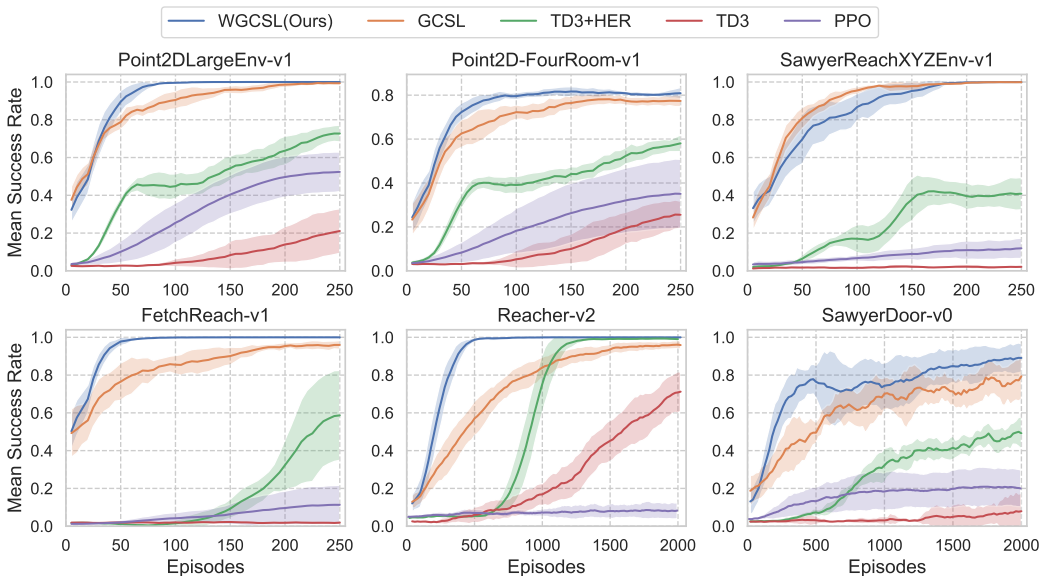 WGCSL(Ours) GCSL TD3+HER TD3 PPO
Point2DLargeEnv-v1 Point2D-FourRoom-v1 SawyerReachXYZEnv-v1
Mean Success Rate
1.0 0.8 0.6 0.4 0.2 0.0
0 50 100 150 200 250
0.8 0.6 0.4 0.2 0.0
0 50 100 150 200 250
1.0 0.8 0.6 0.4 0.2 0.0
0 50 100 150 200 250
FetchReach-v1 Reacher-v2 SawyerDoor-v0
Mean Success Rate
1.0 0.8 0.6 0.4 0.2 0.0
0 50 100 150 200 250
1.0 0.8 0.6 0.4 0.2 0.0
0 500 1000 1500 2000
1.0 0.8 0.6 0.4 0.2 0.0
0 500 1000 1500 2000
Episodes Episodes Episodes